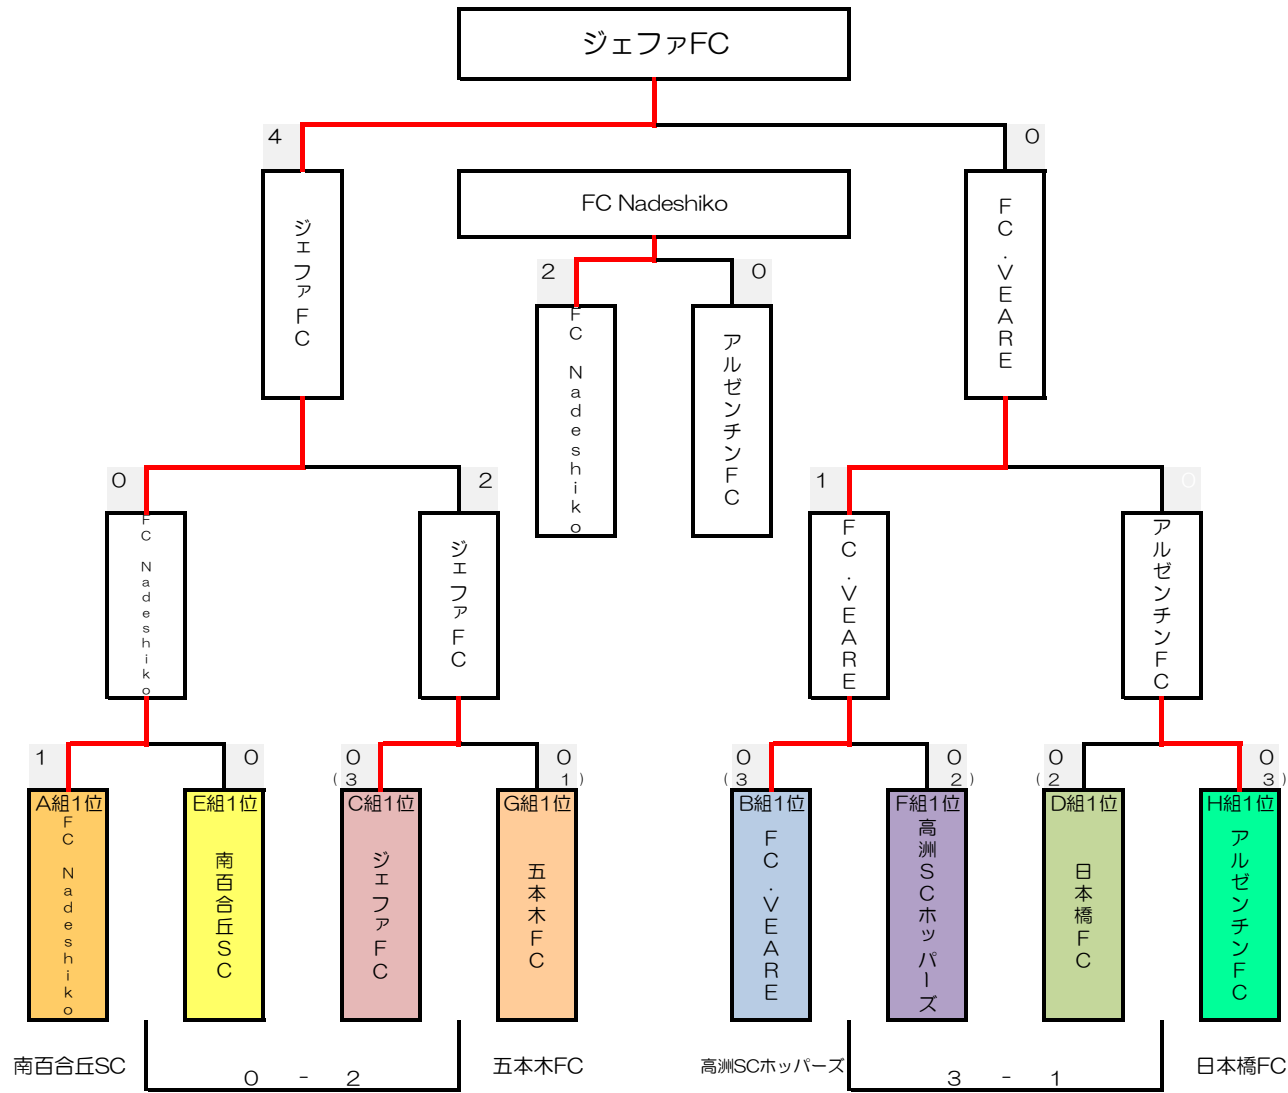 ジェファFC
4
0
FC Nadeshiko
ジェファFC
FC.VEARE
2
0
FC Nadeshiko
アルゼンチンFC
0
2
1
0
FC Nadeshiko
ジェファFC
FC.VEARE
アルゼンチンFC
1
0
0
0
0
0
0
0
(3
1)
(3
2)
(2
3)
A組1位
E組1位
C組1位
G組1位
B組1位
F組1位
D組1位
H組1位
FC Nadeshiko
南百合丘SC
ジェファFC
五本木FC
FC.VEARE
高洲SCホッパーズ
日本橋FC
アルゼンチンFC
南百合丘SC
0 - 2
五本木FC
高洲SCホッパーズ
3 - 1
日本橋FC